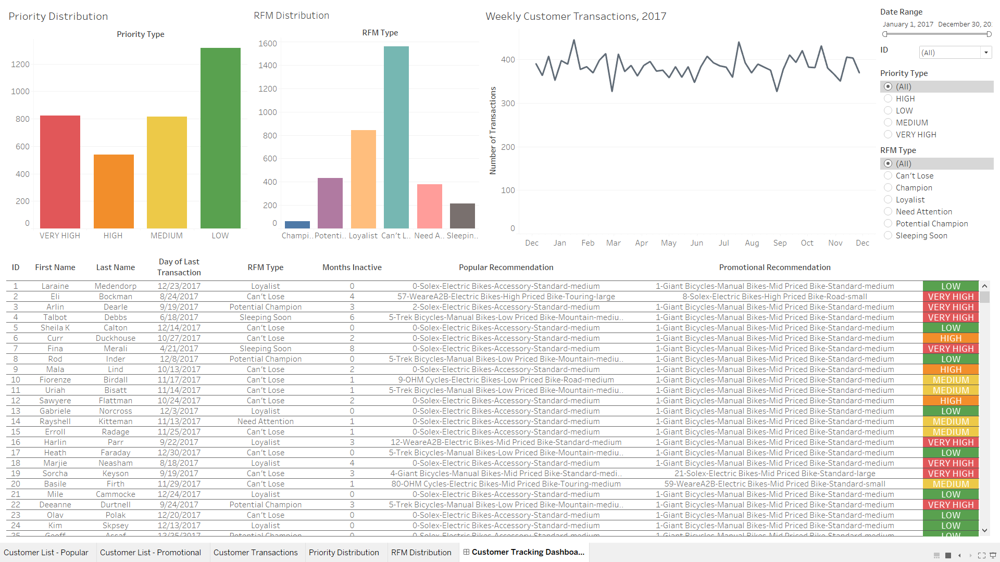 Priority Distribution
Priority Type
1200
1000
800
600
400
200
0
VERY HIGH HIGH MEDIUM LOW
RFM Distribution
RFM Type
1600
1400
1200
1000
800
600
400
200
0
Champi.. Potenti.. Loyalist Can't L.. Need A.. Sleepin..
Weekly Customer Transactions, 2017
Number of Transactions
400
300
200
100
0
Dec Jan Feb Mar Apr May Jun Jul Aug Sep Oct Nov Dec
Date Range
January 1, 2017 December 30, 20
ID (All)
Priority Type
(All)
HIGH
LOW
MEDIUM
VERY HIGH
RFM Type
(All)
Can't Lose
Champion
Loyalist
Need Attention
Potential Champion
Sleeping Soon
ID First Name Last Name Day of Last Transaction RFM Type Months Inactive Popular Recommendation Promotional Recommendation
1 Laraine Medendorp 12/23/2017 Loyalist 0 0-Solex-Electric Bikes-Accessory-Standard-medium 1-Giant Bicycles-Manual Bikes-Mid Priced Bike-Standard-medium LOW
2 Eli Bockman 8/24/2017 Can't Lose 4 57-WeareA2B-Electric Bikes-High Priced Bike-Touring-large 8-Solex-Electric Bikes-High Priced Bike-Road-small VERY HIGH
3 Arlin Dearle 9/19/2017 Potential Champion 3 2-Solex-Electric Bikes-Accessory-Standard-medium 1-Giant Bicycles-Manual Bikes-Mid Priced Bike-Standard-medium VERY HIGH
4 Talbot Debbs 6/18/2017 Sleeping Soon 6 5-Trek Bicycles-Manual Bikes-Low Priced Bike-Mountain-mediu.. 1-Giant Bicycles-Manual Bikes-Mid Priced Bike-Standard-medium VERY HIGH
5 Sheila K Calton 12/14/2017 Can't Lose 0 0-Solex-Electric Bikes-Accessory-Standard-medium 1-Giant Bicycles-Manual Bikes-Mid Priced Bike-Standard-medium LOW
6 Curr Duckhouse 10/27/2017 Can't Lose 2 0-Solex-Electric Bikes-Accessory-Standard-medium 1-Giant Bicycles-Manual Bikes-Mid Priced Bike-Standard-medium HIGH
7 Fina Merali 4/21/2017 Sleeping Soon 8 0-Solex-Electric Bikes-Accessory-Standard-medium 1-Giant Bicycles-Manual Bikes-Mid Priced Bike-Standard-medium VERY HIGH
8 Rod Inder 12/8/2017 Potential Champion 0 5-Trek Bicycles-Manual Bikes-Low Priced Bike-Mountain-mediu.. 1-Giant Bicycles-Manual Bikes-Mid Priced Bike-Standard-medium LOW
9 Mala Lind 10/13/2017 Can't Lose 2 0-Solex-Electric Bikes-Accessory-Standard-medium 1-Giant Bicycles-Manual Bikes-Mid Priced Bike-Standard-medium HIGH
10 Fiorenze Birdall 11/17/2017 Can't Lose 1 9-OHM Cycles-Electric Bikes-Low Priced Bike-Road-medium 1-Giant Bicycles-Manual Bikes-Mid Priced Bike-Standard-medium MEDIUM
11 Uriah Bisatt 11/14/2017 Can't Lose 1 5-Trek Bicycles-Manual Bikes-Low Priced Bike-Mountain-mediu.. 1-Giant Bicycles-Manual Bikes-Mid Priced Bike-Standard-medium MEDIUM
12 Sawyere Flattman 10/24/2017 Can't Lose 2 0-Solex-Electric Bikes-Accessory-Standard-medium 1-Giant Bicycles-Manual Bikes-Mid Priced Bike-Standard-medium HIGH
13 Gabriele Norcross 12/3/2017 Loyalist 0 0-Solex-Electric Bikes-Accessory-Standard-medium 1-Giant Bicycles-Manual Bikes-Mid Priced Bike-Standard-medium LOW
14 Rayshell Kitteman 11/13/2017 Need Attention 1 0-Solex-Electric Bikes-Accessory-Standard-medium 1-Giant Bicycles-Manual Bikes-Mid Priced Bike-Standard-medium MEDIUM
15 Erroll Radage 11/25/2017 Can't Lose 1 0-Solex-Electric Bikes-Accessory-Standard-medium 1-Giant Bicycles-Manual Bikes-Mid Priced Bike-Standard-medium MEDIUM
16 Harlin Parr 9/22/2017 Loyalist 3 12-WeareA2B-Electric Bikes-Mid Priced Bike-Standard-medium 1-Giant Bicycles-Manual Bikes-Mid Priced Bike-Standard-medium VERY HIGH
17 Heath Faraday 12/30/2017 Can't Lose 0 5-Trek Bicycles-Manual Bikes-Low Priced Bike-Mountain-mediu.. 1-Giant Bicycles-Manual Bikes-Mid Priced Bike-Standard-medium LOW
18 Marjie Neasham 8/18/2017 Loyalist 4 0-Solex-Electric Bikes-Accessory-Standard-medium 1-Giant Bicycles-Manual Bikes-Mid Priced Bike-Standard-medium VERY HIGH
19 Sorcha Keyson 9/19/2017 Can't Lose 3 4-Giant Bicycles-Manual Bikes-Mid Priced Bike-Standard-medi.. 21-Solex-Electric Bikes-Mid Priced Bike-Standard-large VERY HIGH
20 Basile Firth 11/29/2017 Can't Lose 1 80-OHM Cycles-Electric Bikes-Mid Priced Bike-Touring-medium 59-WeareA2B-Electric Bikes-Mid Priced Bike-Standard-small MEDIUM
21 Mile Cammocke 12/24/2017 Loyalist 0 0-Solex-Electric Bikes-Accessory-Standard-medium 1-Giant Bicycles-Manual Bikes-Mid Priced Bike-Standard-medium LOW
22 Deeanne Durtnell 9/24/2017 Potential Champion 3 5-Trek Bicycles-Manual Bikes-Low Priced Bike-Mountain-mediu.. 1-Giant Bicycles-Manual Bikes-Mid Priced Bike-Standard-medium VERY HIGH
23 Olav Polak 12/20/2017 Can't Lose 0 0-Solex-Electric Bikes-Accessory-Standard-medium 1-Giant Bicycles-Manual Bikes-Mid Priced Bike-Standard-medium LOW
24 Kim Skpsey 12/13/2017 Loyalist 0 0-Solex-Electric Bikes-Accessory-Standard-medium 1-Giant Bicycles-Manual Bikes-Mid Priced Bike-Standard-medium LOW
25 Geoff Assaf 12/25/2017 Potential Champion 0 0-Solex-Electric Bikes-Accessory-Standard-medium 1-Giant Bicycles-Manual Bikes-Mid Priced Bike-Standard-medium LOW
Customer List - Popular Customer List - Promotional Customer Transactions Priority Distribution RFM Distribution Customer Tracking Dashboa...